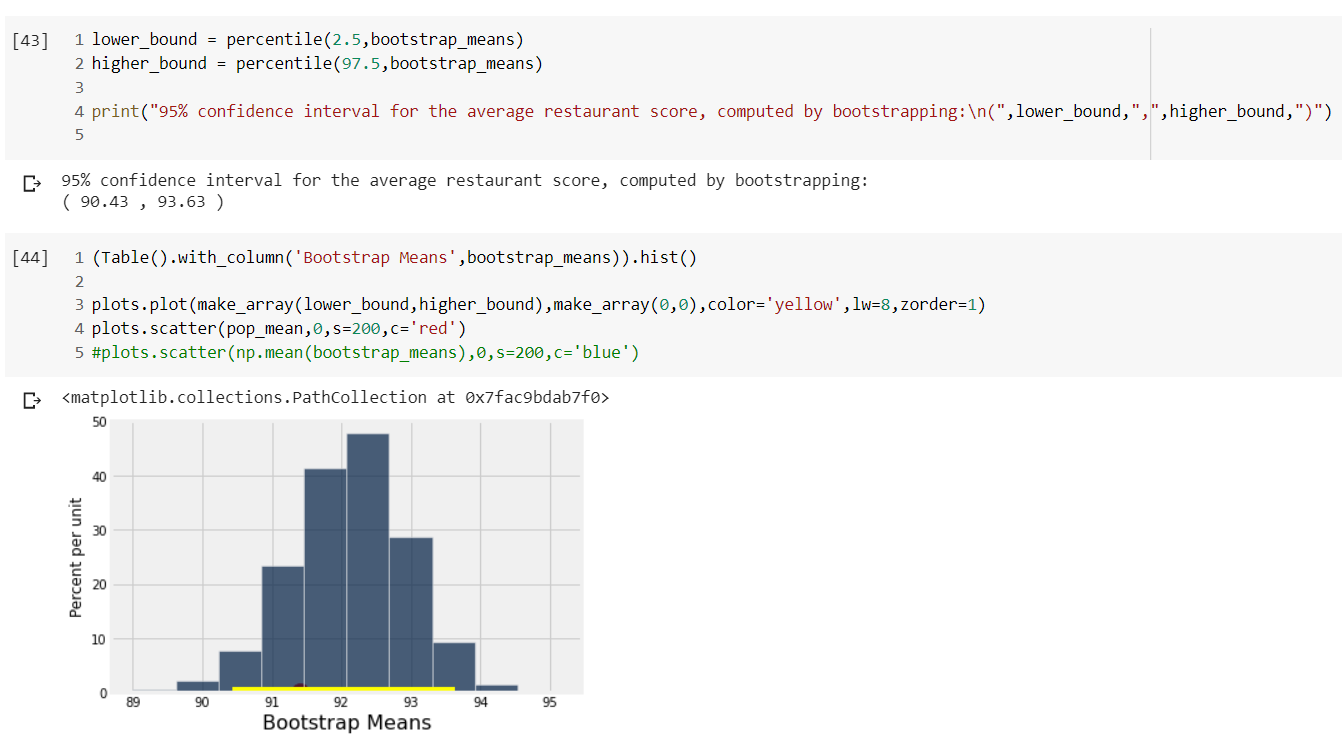 [43] 1 lower_bound = percentile(2.5,bootstrap_means)
2 higher_bound = percentile(97.5,bootstrap_means)
3
4 print("95% confidence interval for the average restaurant score, computed by bootstrapping:\n(",lower_bound,",",higher_bound,")")
5
95% confidence interval for the average restaurant score, computed by bootstrapping:
( 90.43 , 93.63 )
[44] 1 (Table().with_column('Bootstrap Means',bootstrap_means)).hist()
2
3 plots.plot(make_array(lower_bound,higher_bound),make_array(0,0),color='yellow',lw=8,zorder=1)
4 plots.scatter(pop_mean,0,s=200,c='red')
5 #plots.scatter(np.mean(bootstrap_means),0,s=200,c='blue')
<matplotlib.collections.PathCollection at 0x7fac9bdab7f0>
50
40
30
20
10
0
Percent per unit
89 90 91 92 93 94 95
Bootstrap Means